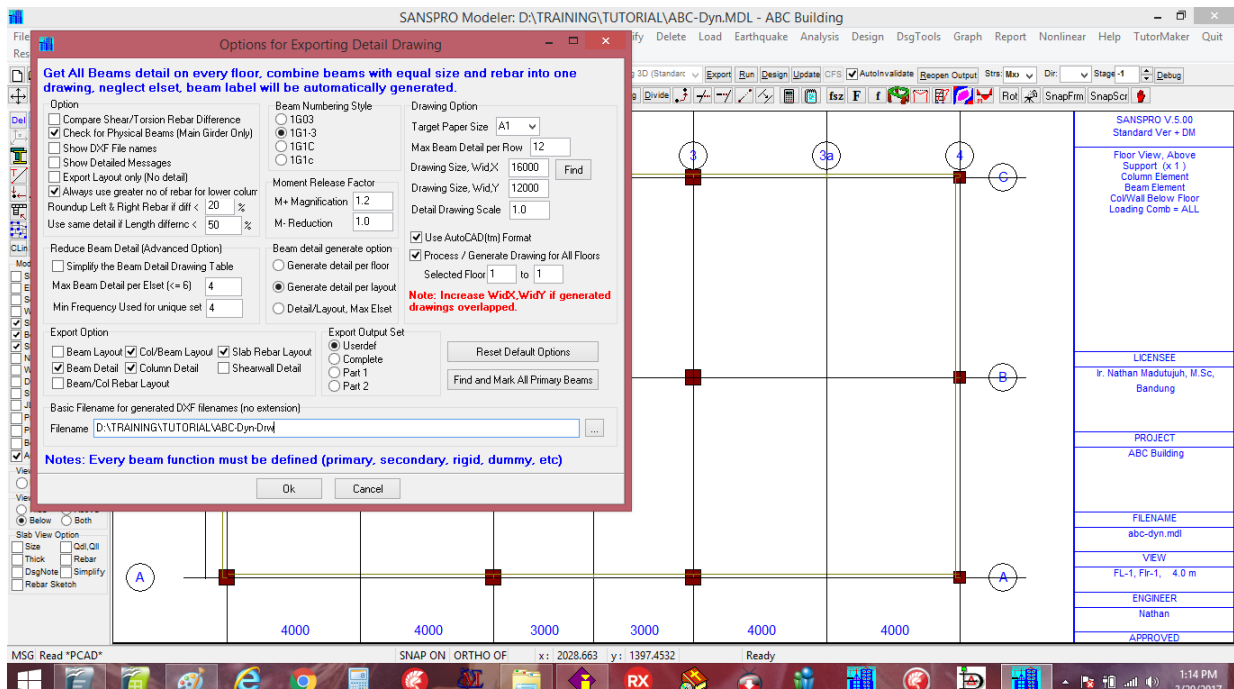 SANSPRO Modeler: D:\TRAINING\TUTORIAL\ABC-Dyn.MDL - ABC Building
File
ify Delete Load Earthquake Analysis Design DsgTools Graph Report Nonlinear Help TutorMaker Quit
Res
3D (Standarc Export Run Design Update CFS AutoInvalidate Reopen Output Strs: Mxx Dir: Stage -1 Debug
Divide fsz F f Rot SnapFrm SnapScr
Options for Exporting Detail Drawing
Get All Beams detail on every floor, combine beams with equal size and rebar into one
drawing, neglect elset, beam label will be automatically generated.
Option
Compare Shear/Torsion Rebar Difference
Check for Physical Beams (Main Girder Only)
Show DXF File names
Show Detailed Messages
Export Layout only (No detail)
Always use greater no of rebar for lower colum
Roundup Left & Right Rebar if diff < 20 %
Use same detail if Length differnc < 50 %
Beam Numbering Style
1G03
1G1-3
1G1C
1G1c
Moment Release Factor
M+ Magnification 1.2
M- Reduction 1.0
Drawing Option
Target Paper Size A1
Max Beam Detail per Row 12
Drawing Size, Wid,X 16000 Find
Drawing Size, Wid,Y 12000
Detail Drawing Scale 1.0
Use AutoCAD(tm) Format
Process / Generate Drawing for All Floors
Selected Floor 1 to 1
Note: Increase WidX,WidY if generated
drawings overlapped.
Reduce Beam Detail (Advanced Option)
Simplify the Beam Detail Drawing Table
Max Beam Detail per Elset (<= 6) 4
Min Frequency Used for unique set 4
Beam detail generate option
Generate detail per floor
Generate detail per layout
Detail/Layout, Max Elset
Export Option
Beam Layout Col/Beam Layou Slab Rebar Layout
Beam Detail Column Detail Shearwall Detail
Beam/Col Rebar Layout
Export Output Set
Userdef
Complete
Part 1
Part 2
Reset Default Options
Find and Mark All Primary Beams
Basic Filename for generated DXF filenames (no extension)
Filename D:\TRAINING\TUTORIAL\ABC-Dyn-Drw ...
Notes: Every beam function must be defined (primary, secondary, rigid, dummy, etc)
Ok Cancel
Del
CLin
Below Both
Slab View Option
Size Qdl,Qll
Thick Rebar
DsgNote Simplify
Rebar Sketch
3 3a 4
C
B
A A
4000 4000 3000 3000 4000 4000
SANSPRO V.5.00
Standard Ver + DM
Floor View, Above
Support (x 1 )
Column Element
Beam Element
Col/Wall Below Floor
Loading Comb = ALL
LICENSEE
Ir. Nathan Madutujuh, M.Sc,
Bandung
PROJECT
ABC Building
FILENAME
abc-dyn.mdl
VIEW
FL-1, Flr-1, 4.0 m
ENGINEER
Nathan
APPROVED
MSG Read *PCAD* SNAP ON ORTHO OF x: 2028.663 y: 1397.4532 Ready
RX
1:14 PM